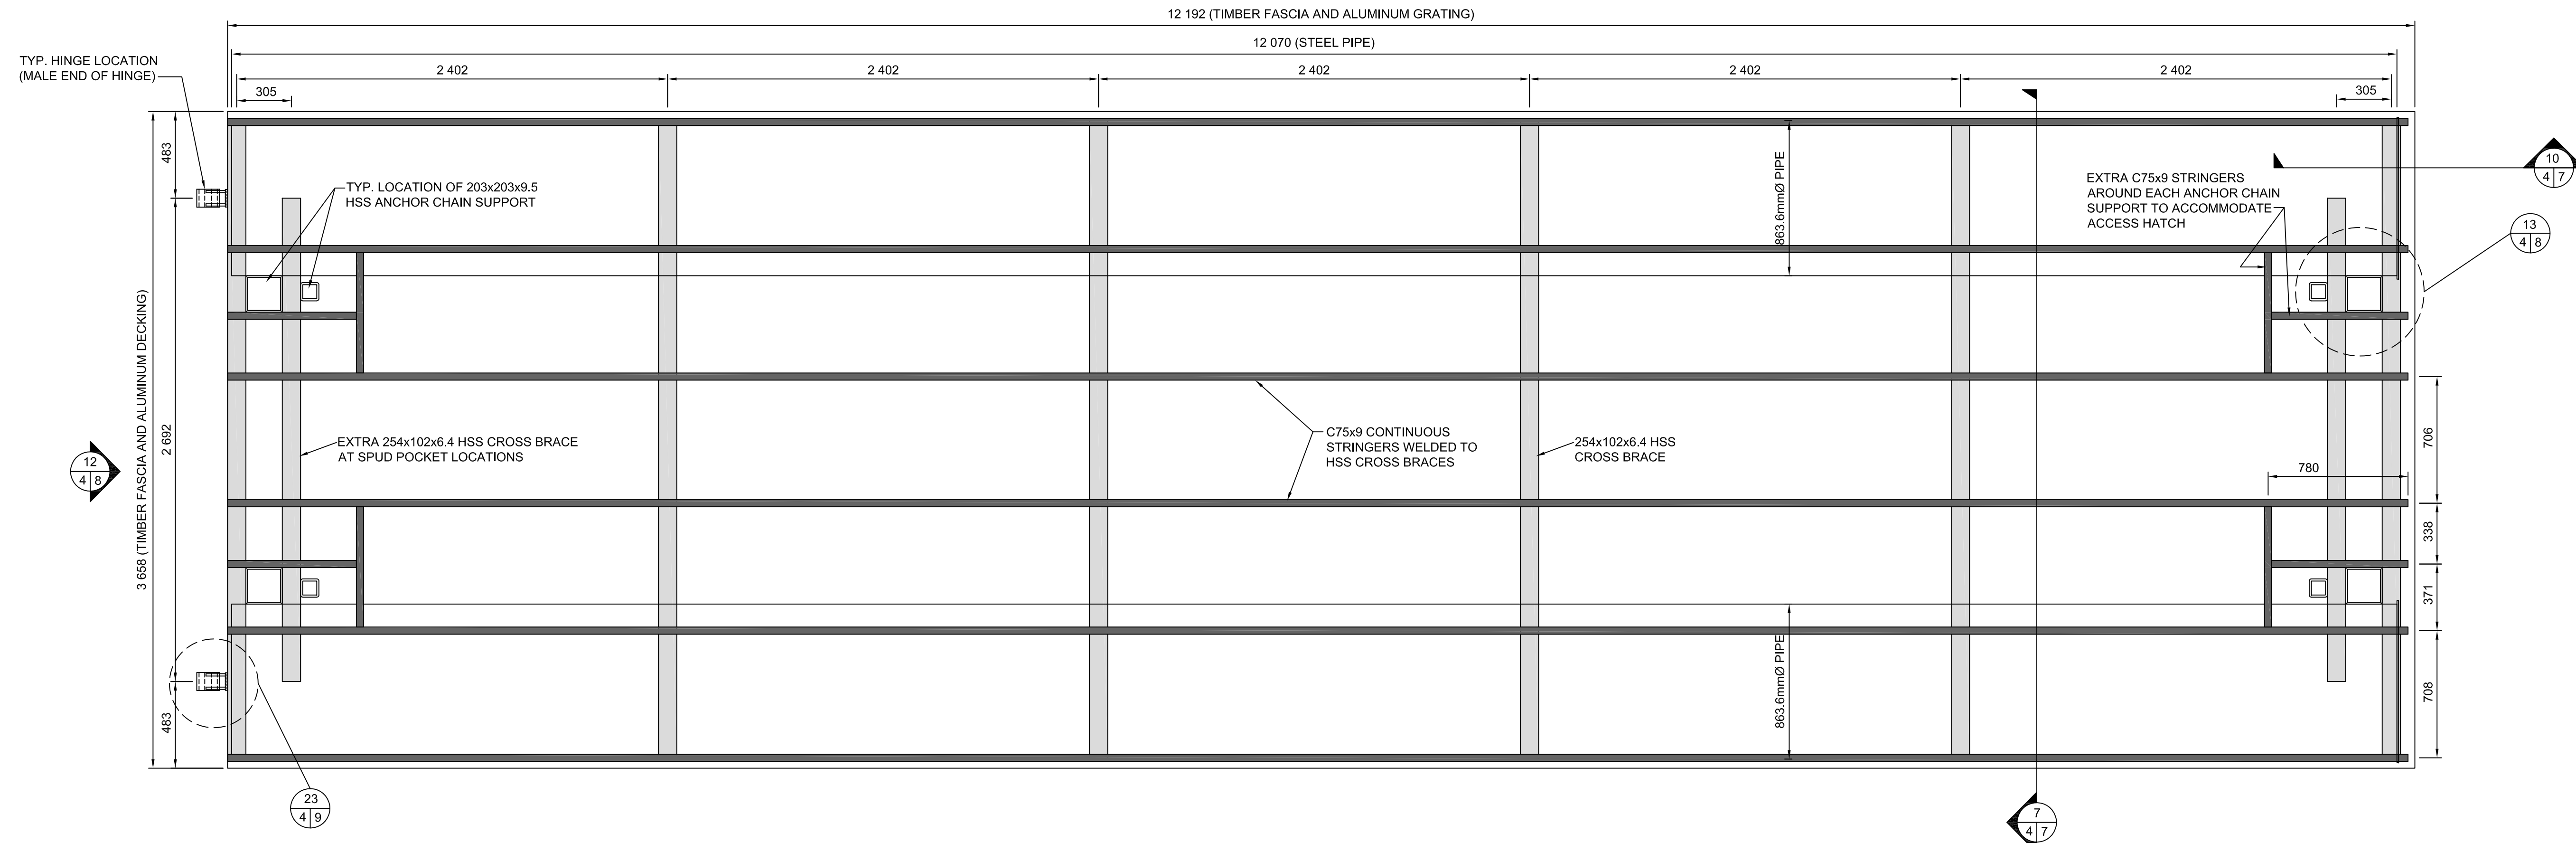 12 192 (TIMBER FASCIA AND ALUMINUM GRATING)
12 070 (STEEL PIPE)
TYP. HINGE LOCATION
(MALE END OF HINGE)
2 402
2 402
2 402
2 402
2 402
305
305
483
2 692
483
3 658 (TIMBER FASCIA AND ALUMINUM DECKING)
TYP. LOCATION OF 203x203x9.5
HSS ANCHOR CHAIN SUPPORT
863.6mmØ PIPE
EXTRA C75x9 STRINGERS
AROUND EACH ANCHOR CHAIN
SUPPORT TO ACCOMMODATE
ACCESS HATCH
10
4 7
13
4 8
12
4 8
EXTRA 254x102x6.4 HSS CROSS BRACE
AT SPUD POCKET LOCATIONS
C75x9 CONTINUOUS
STRINGERS WELDED TO
HSS CROSS BRACES
254x102x6.4 HSS
CROSS BRACE
780
706
338
371
708
863.6mmØ PIPE
23
4 9
7
4 7